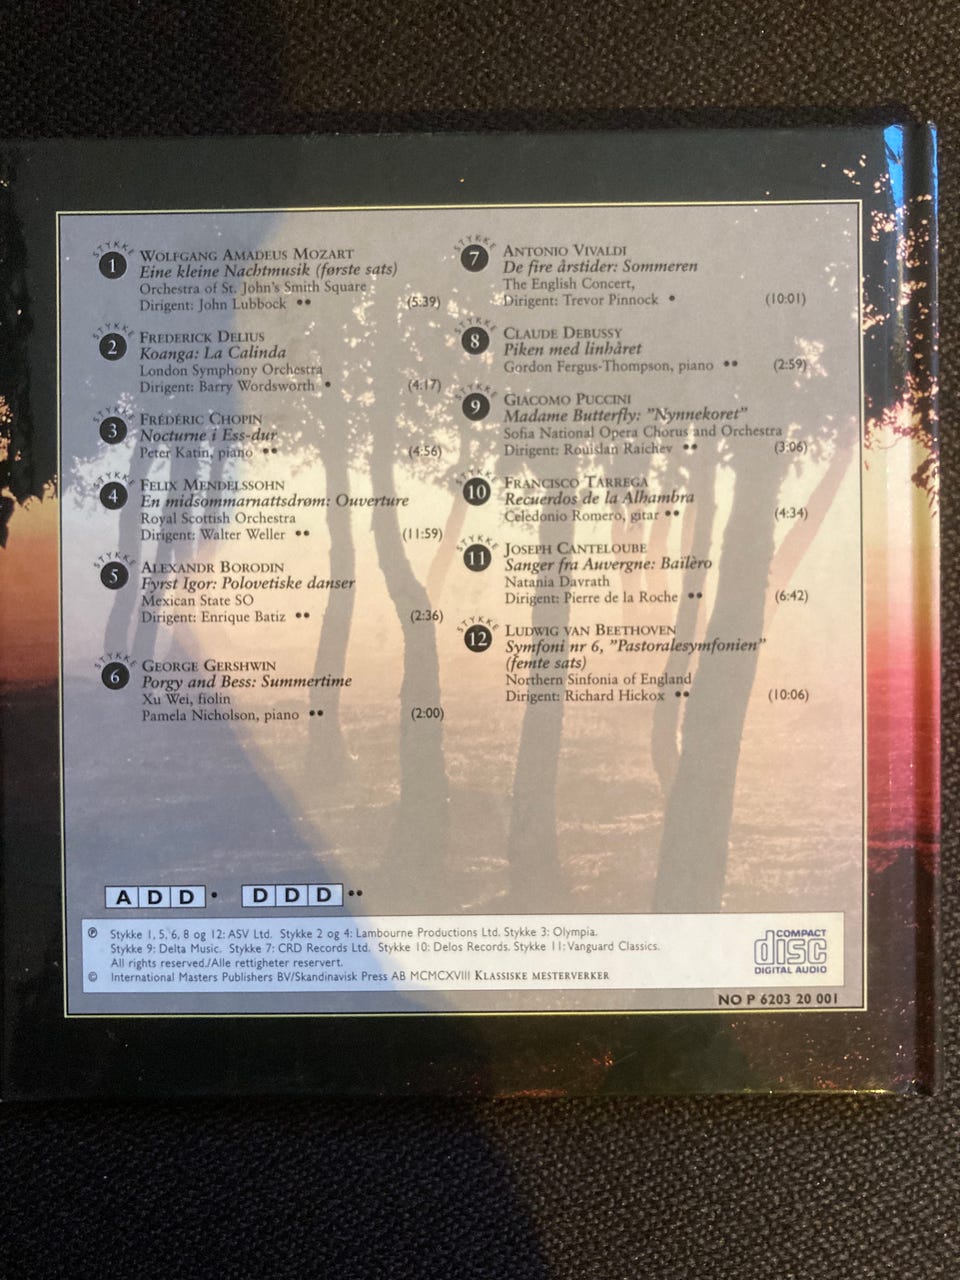 STYKKE
1
WOLFGANG AMADEUS MOZART
Eine kleine Nachtmusik (første sats)
Orchestra of St. John's Smith Square
Dirigent: John Lubbock •• (5:39)
STYKKE
2
FREDERICK DELIUS
Koanga: La Calinda
London Symphony Orchestra
Dirigent: Barry Wordsworth • (4:17)
STYKKE
3
FRÉDÉRIC CHOPIN
Nocturne i Ess-dur
Peter Katin, piano •• (4:56)
STYKKE
4
FELIX MENDELSSOHN
En midsommarnattsdrøm: Ouverture
Royal Scottish Orchestra
Dirigent: Walter Weller •• (11:59)
STYKKE
5
ALEXANDR BORODIN
Fyrst Igor: Polovetiske danser
Mexican State SO
Dirigent: Enrique Batiz •• (2:36)
STYKKE
6
GEORGE GERSHWIN
Porgy and Bess: Summertime
Xu Wei, fiolin
Pamela Nicholson, piano •• (2:00)
STYKKE
7
ANTONIO VIVALDI
De fire årstider: Sommeren
The English Concert,
Dirigent: Trevor Pinnock • (10:01)
STYKKE
8
CLAUDE DEBUSSY
Piken med linhåret
Gordon Fergus-Thompson, piano •• (2:59)
STYKKE
9
GIACOMO PUCCINI
Madame Butterfly: ”Nynnekoret”
Sofia National Opera Chorus and Orchestra
Dirigent: Rouislan Raichev •• (3:06)
STYKKE
10
FRANCISCO TARREGA
Recuerdos de la Alhambra
Celedonio Romero, gitar •• (4:34)
STYKKE
11
JOSEPH CANTELOUBE
Sanger fra Auvergne: Baïlèro
Natania Davrath
Dirigent: Pierre de la Roche •• (6:42)
STYKKE
12
LUDWIG VAN BEETHOVEN
Symfoni nr 6, ”Pastoralesymfonien”
(femte sats)
Northern Sinfonia of England
Dirigent: Richard Hickox •• (10:06)
ADD • DDD ••
℗ Stykke 1, 5, 6, 8 og 12: ASV Ltd. Stykke 2 og 4: Lambourne Productions Ltd. Stykke 3: Olympia.
Stykke 9: Delta Music. Stykke 7: CRD Records Ltd. Stykke 10: Delos Records. Stykke 11: Vanguard Classics.
All rights reserved./Alle rettigheter reservert.
© International Masters Publishers BV/Skandinavisk Press AB MCMCXVIII KLASSISKE MESTERVERKER
COMPACT
disc
DIGITAL AUDIO
NO P 6203 20 001